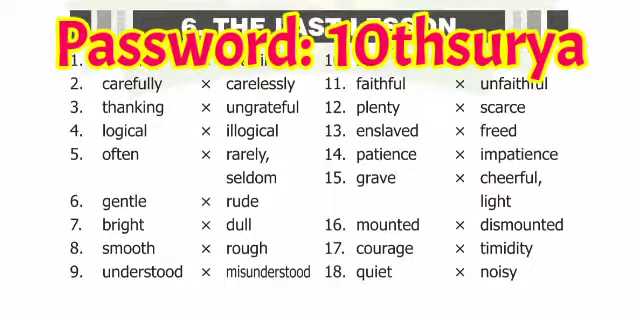 6. THE LAST LESSON
Password: 10thsurya
1.
2. carefully × carelessly
3. thanking × ungrateful
4. logical × illogical
5. often × rarely,
seldom
6. gentle × rude
7. bright × dull
8. smooth × rough
9. understood × misunderstood
10.
11. faithful × unfaithful
12. plenty × scarce
13. enslaved × freed
14. patience × impatience
15. grave × cheerful,
light
16. mounted × dismounted
17. courage × timidity
18. quiet × noisy